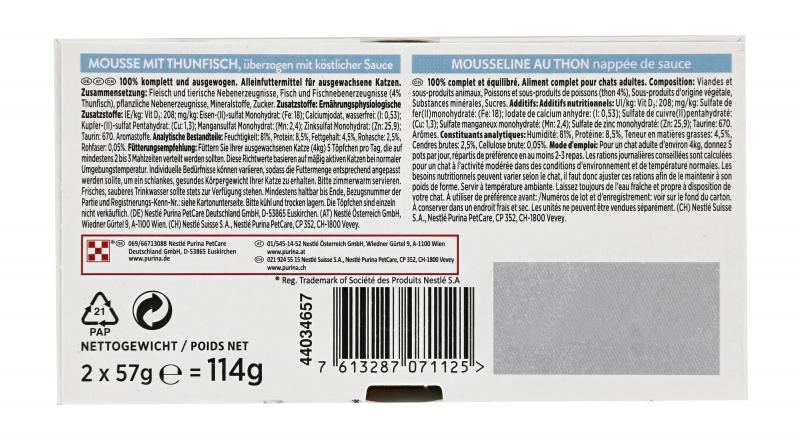 MOUSSE MIT THUNFISCH, überzogen mit köstlicher Sauce
DE AT CH 100% komplett und ausgewogen. Alleinfuttermittel für ausgewachsene Katzen.
Zusammensetzung: Fleisch und tierische Nebenerzeugnisse, Fisch und Fischnebenerzeugnisse (4%
Thunfisch), pflanzliche Nebenerzeugnisse, Mineralstoffe, Zucker. Zusatzstoffe: Ernährungsphysiologische
Zusatzstoffe: IE/kg: Vit D₃: 208; mg/kg: Eisen-(II)-sulfat Monohydrat: (Fe: 18); Calciumjodat, wasserfrei: (I: 0,53);
Kupfer-(II)-sulfat Pentahydrat: (Cu: 1,3); Mangansulfat Monohydrat: (Mn: 2,4); Zinksulfat Monohydrat: (Zn: 25,9);
Taurin: 670. Aromastoffe. Analytische Bestandteile: Feuchtigkeit: 81%, Protein: 8,5%, Fettgehalt: 4,5%, Rohasche: 2,5%,
Rohfaser: 0,05%. Fütterungsempfehlung: Füttern Sie Ihrer ausgewachsenen Katze (4kg) 5 Töpfchen pro Tag, die auf
mindestens 2 bis 3 Mahlzeiten verteilt werden sollten. Diese Richtwerte basieren auf mäßig aktiven Katzen bei normaler
Umgebungstemperatur. Individuelle Bedürfnisse können variieren, sodass die Futtermenge entsprechend angepasst
werden sollte, um ein schlankes, gesundes Körpergewicht Ihrer Katze zu erhalten. Bitte zimmerwarm servieren.
Frisches, sauberes Trinkwasser sollte stets zur Verfügung stehen. Mindestens haltbar bis Ende, Bezugsnummer der
Partie und Registrierungs-Kenn-Nr.: siehe Kartonunterseite. Bitte kühl und trocken lagern. Die Töpfchen sind einzeln
nicht verkäuflich. (DE) Nestlé Purina PetCare Deutschland GmbH, D-53865 Euskirchen. (AT) Nestlé Österreich GmbH,
Wiedner Gürtel 9, A-1100 Wien. (CH) Nestlé Suisse S.A., Nestlé Purina PetCare, CP 352, CH-1800 Vevey.
MOUSSELINE AU THON nappée de sauce
CH 100% complet et équilibré. Aliment complet pour chats adultes. Composition: Viandes et
sous-produits animaux, Poissons et sous-produits de poissons (thon 4%), Sous-produits d'origine végétale,
Substances minérales, Sucres. Additifs: Additifs nutritionnels: UI/kg: Vit D₃: 208; mg/kg: Sulfate de
fer(II) monohydraté: (Fe: 18); Iodate de calcium anhydre: (I: 0,53); Sulfate de cuivre(II) pentahydraté:
(Cu: 1,3); Sulfate manganeux monohydraté: (Mn: 2,4); Sulfate de zinc monohydraté: (Zn: 25,9); Taurine: 670.
Arômes. Constituants analytiques: Humidité: 81%, Protéine: 8,5%, Teneur en matières grasses: 4,5%,
Cendres brutes: 2,5%, Cellulose brute: 0,05%. Mode d'emploi: Pour un chat adulte d'environ 4kg, donnez 5
pots par jour, répartis de préférence en au moins 2-3 repas. Les rations journalières conseillées sont calculées
pour un chat à l'activité modérée dans des conditions d'environnement et de température normales. Les
besoins nutritionnels peuvent varier selon le chat, il faut donc ajuster ces rations afin de le maintenir à son
poids de forme. Servir à température ambiante. Laissez toujours de l'eau fraîche et propre à disposition de
votre chat. A utiliser de préférence avant: /Numéros de lot et d'enregistrement: voir sur le fond du carton.
À conserver dans un endroit frais et sec. Les unités ne peuvent être vendues séparément. (CH) Nestlé
Suisse S.A., Nestlé Purina PetCare, CP 352, CH-1800 Vevey.
DE 069/66713088 Nestlé Purina PetCare
Deutschland GmbH, D-53865 Euskirchen
www.purina.de
AT 01/545-14-52 Nestlé Österreich GmbH, Wiedner Gürtel 9, A-1100 Wien
www.purina.at
CH 021 924 55 15 Nestlé Suisse S.A., Nestlé Purina PetCare, CP 352, CH-1800 Vevey
www.purina.ch
® Reg. Trademark of Société des Produits Nestlé S.A
21
PAP
44034657
7 613287 071125 >
NETTOGEWICHT / POIDS NET
2 x 57g ℮ = 114g